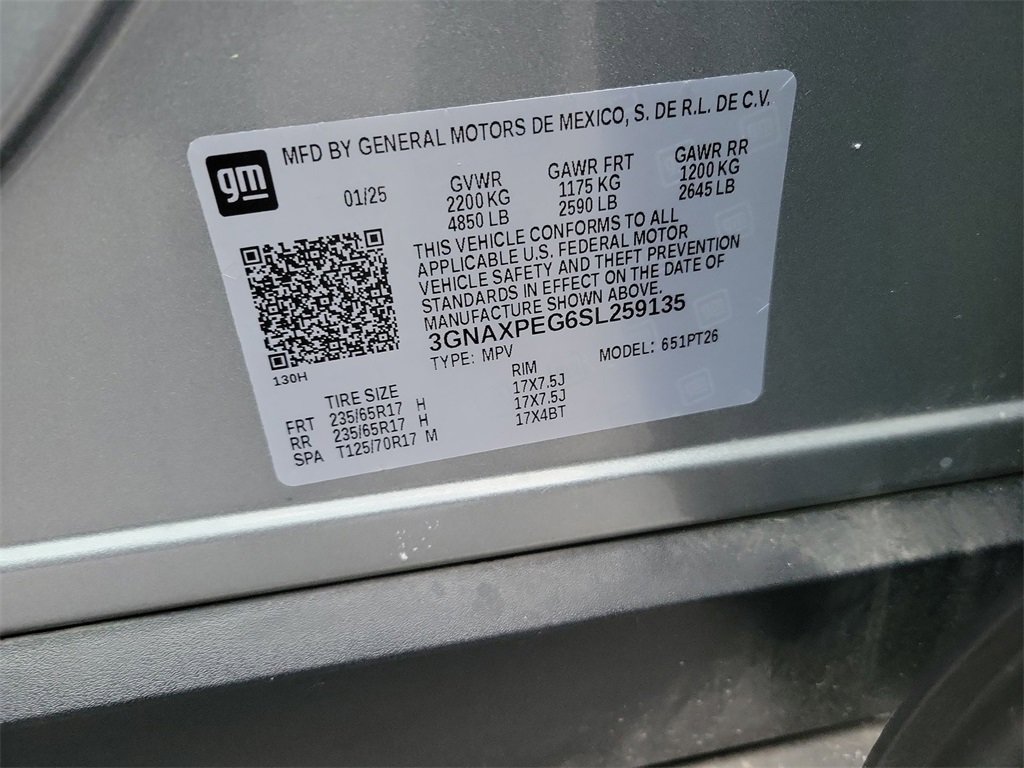 MFD BY GENERAL MOTORS DE MEXICO, S. DE R.L. DE C.V.
gm
01/25
GVWR
2200 KG
4850 LB
GAWR FRT
1175 KG
2590 LB
GAWR RR
1200 KG
2645 LB
THIS VEHICLE CONFORMS TO ALL
APPLICABLE U.S. FEDERAL MOTOR
VEHICLE SAFETY AND THEFT PREVENTION
STANDARDS IN EFFECT ON THE DATE OF
MANUFACTURE SHOWN ABOVE.
3GNAXPEG6SL259135
TYPE: MPV MODEL: 651PT26
130H
TIRE SIZE RIM
FRT 235/65R17 H 17X7.5J
RR 235/65R17 H 17X7.5J
SPA T125/70R17 M 17X4BT